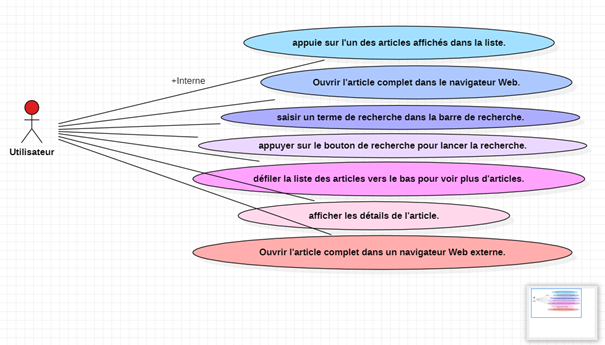 appuie sur l'un des articles affichés dans la liste.
+Interne
Ouvrir l'article complet dans le navigateur Web.
saisir un terme de recherche dans la barre de recherche.
appuyer sur le bouton de recherche pour lancer la recherche.
Utilisateur
défiler la liste des articles vers le bas pour voir plus d'articles.
afficher les détails de l'article.
Ouvrir l'article complet dans un navigateur Web externe.